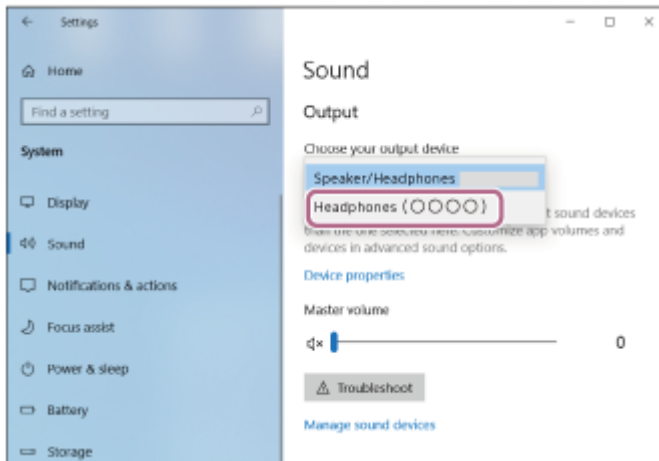 Settings
Home
Find a setting
System
Display
Sound
Notifications & actions
Focus assist
Power & sleep
Battery
Storage
Sound
Output
Choose your output device
Speaker/Headphones
Headphones (○○○○)
t sound devices
than the one selected here. Customize app volumes and
devices in advanced sound options.
Device properties
Master volume
0
Troubleshoot
Manage sound devices